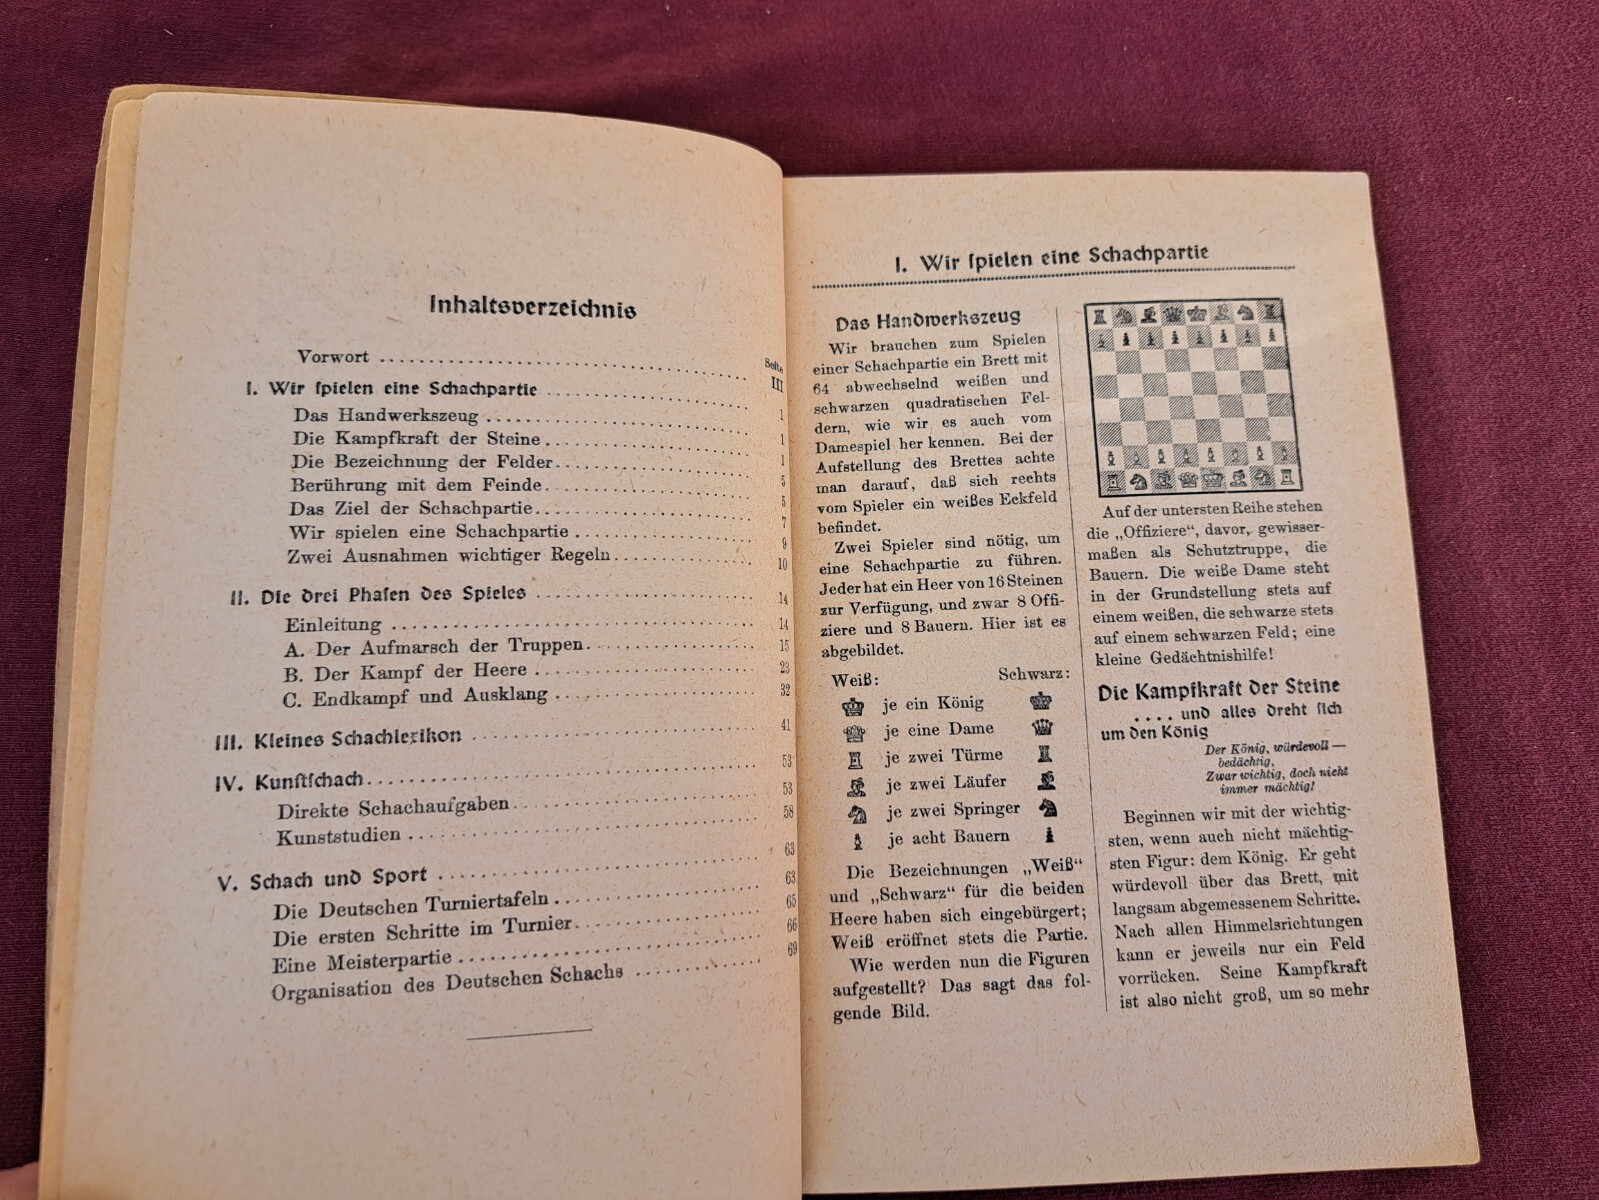 Inhaltsverzeichnis
Seite
Vorwort III
I. Wir spielen eine Schachpartie 1
Das Handwerkszeug 1
Die Kampfkraft der Steine 1
Die Bezeichnung der Felder 5
Berührung mit dem Feinde 5
Das Ziel der Schachpartie 7
Wir spielen eine Schachpartie 9
Zwei Ausnahmen wichtiger Regeln 10
II. Die drei Phasen des Spieles 14
Einleitung 14
A. Der Aufmarsch der Truppen 15
B. Der Kampf der Heere 23
C. Endkampf und Ausklang 32
III. Kleines Schachlexikon 41
IV. Kunstschach 53
Direkte Schachaufgaben 53
Kunststudien 58
V. Schach und Sport 63
Die Deutschen Turniertafeln 63
Die ersten Schritte im Turnier 65
Eine Meisterpartie 66
Organisation des Deutschen Schachs 69
I. Wir spielen eine Schachpartie
Das Handwerkszeug
Wir brauchen zum Spielen
einer Schachpartie ein Brett mit
64 abwechselnd weißen und
schwarzen quadratischen Fel-
dern, wie wir es auch vom
Damespiel her kennen. Bei der
Aufstellung des Brettes achte
man darauf, daß sich rechts
vom Spieler ein weißes Eckfeld
befindet.
Zwei Spieler sind nötig, um
eine Schachpartie zu führen.
Jeder hat ein Heer von 16 Steinen
zur Verfügung, und zwar 8 Offi-
ziere und 8 Bauern. Hier ist es
abgebildet.
Weiß: Schwarz:
je ein König
je eine Dame
je zwei Türme
je zwei Läufer
je zwei Springer
je acht Bauern
Die Bezeichnungen „Weiß“
und „Schwarz“ für die beiden
Heere haben sich eingebürgert;
Weiß eröffnet stets die Partie.
Wie werden nun die Figuren
aufgestellt? Das sagt das fol-
gende Bild.
Auf der untersten Reihe stehen
die „Offiziere“, davor, gewisser-
maßen als Schutztruppe, die
Bauern. Die weiße Dame steht
in der Grundstellung stets auf
einem weißen, die schwarze stets
auf einem schwarzen Feld; eine
kleine Gedächtnishilfe!
Die Kampfkraft der Steine
.... und alles dreht sich
um den König
Der König, würdevoll —
bedächtig,
Zwar wichtig, doch nicht
immer mächtig!
Beginnen wir mit der wichtig-
sten, wenn auch nicht mächtig-
sten Figur: dem König. Er geht
würdevoll über das Brett, mit
langsam abgemessenem Schritte.
Nach allen Himmelsrichtungen
kann er jeweils nur ein Feld
vorrücken. Seine Kampfkraft
ist also nicht groß, um so mehr